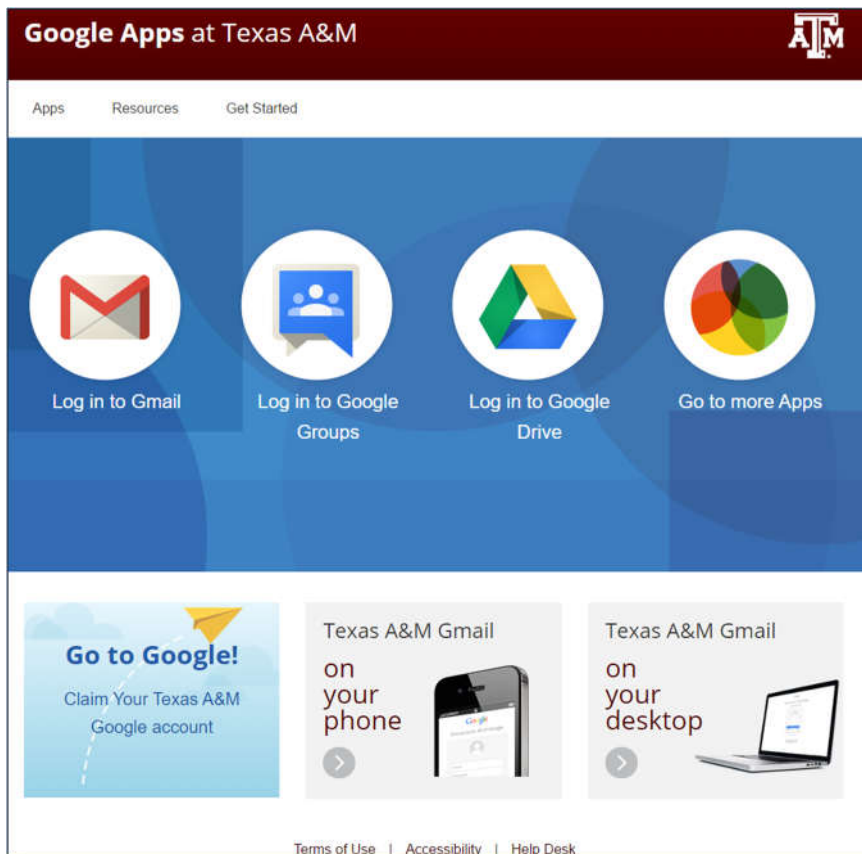 Google Apps at Texas A&M
ATM
Apps Resources Get Started
Log in to Gmail
Log in to Google
Groups
Log in to Google
Drive
Go to more Apps
Go to Google!
Claim Your Texas A&M
Google account
Texas A&M Gmail
on
your
phone
Google
Texas A&M Gmail
on
your
desktop
Terms of Use | Accessibility | Help Desk